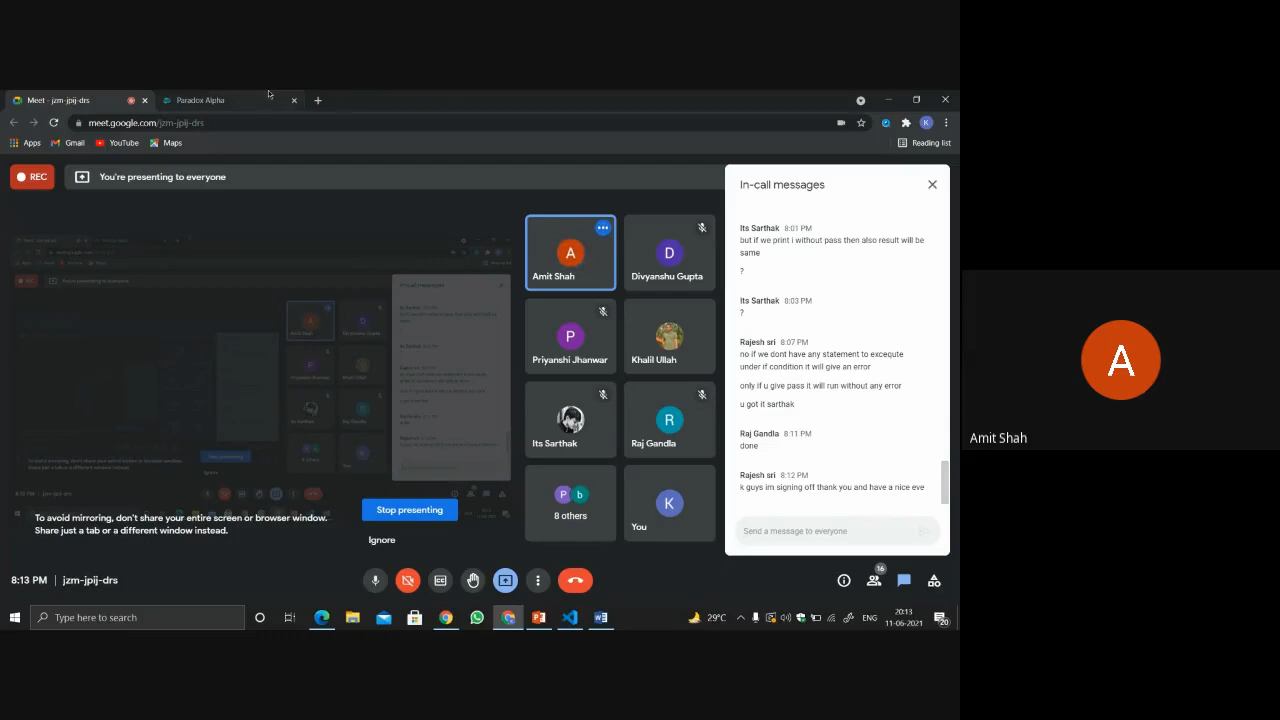 Meet - jzm-jpij-drs
Paradox Alpha
meet.google.com/jzm-jpij-drs
K
Apps
Gmail
YouTube
Maps
Reading list
REC
You're presenting to everyone
In-call messages
Its Sarthak 8:01 PM
but if we print i without pass then also result will be
same
?
Its Sarthak 8:03 PM
?
Rajesh sri 8:07 PM
no if we dont have any statement to excequte
under if condition it will give an error
only if u give pass it will run without any error
u got it sarthak
Raj Gandla 8:11 PM
done
Rajesh sri 8:12 PM
k guys im signing off thank you and have a nice eve
Send a message to everyone
A
Amit Shah
D
Divyanshu Gupta
P
Priyanshi Jhanwar
Khalil Ullah
Its Sarthak
R
Raj Gandla
P b
8 others
K
You
To avoid mirroring, don't share your entire screen or browser window.
Share just a tab or a different window instead.
Stop presenting
Ignore
8:13 PM | jzm-jpij-drs
16
Type here to search
29°C
ENG
20:13
11-06-2021
20
A
Amit Shah